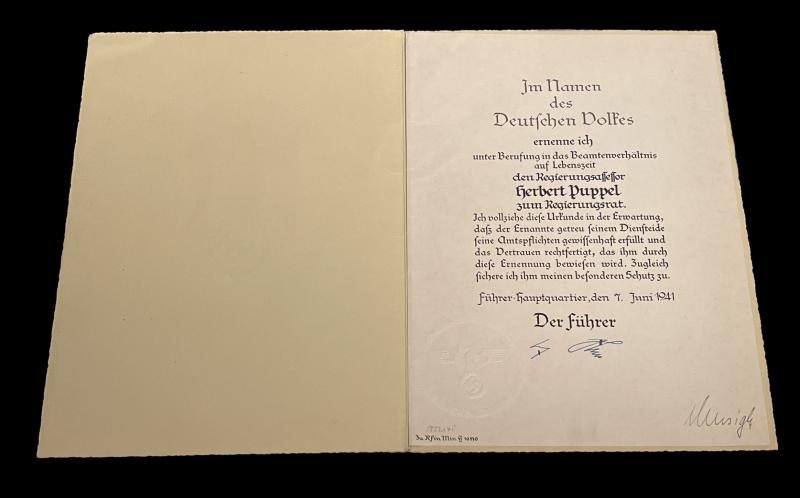 Im Namen
des
Deutschen Volkes
ernenne ich
unter Berufung in das Beamtenverhältnis
auf Lebenszeit
den Regierungsassessor
Herbert Puppel
zum Regierungsrat.
Ich vollziehe diese Urkunde in der Erwartung,
daß der Ernannte getreu seinem Diensteide
seine Amtspflichten gewissenhaft erfüllt und
das Vertrauen rechtfertigt, das ihm durch
diese Ernennung bewiesen wird. Zugleich
sichere ich ihm meinen besonderen Schutz zu.
Führer-Hauptquartier, den 7. Juni 1941
Der Führer